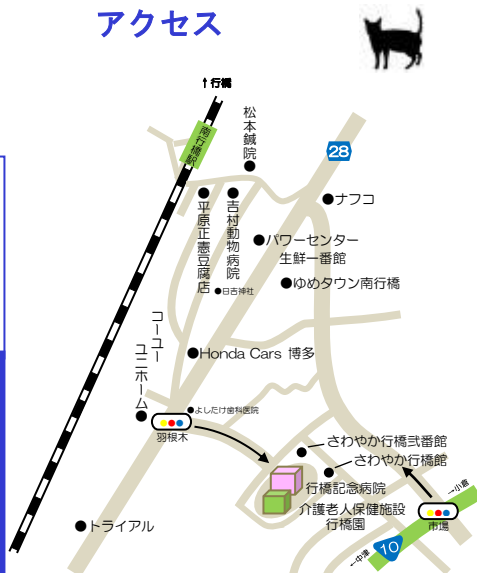 アクセス
↑行橋
南行橋駅
松本鍼院
28
平原正憲豆腐店
吉村動物病院
ナフコ
パワーセンター
生鮮一番館
ゆめタウン南行橋
日吉神社
コーユー
ユニホーム
Honda Cars 博多
よしたけ歯科医院
羽根木
さわやか行橋弐番館
さわやか行橋館
行橋記念病院
介護老人保健施設
行橋園
→小倉
市場
トライアル
10
←中津